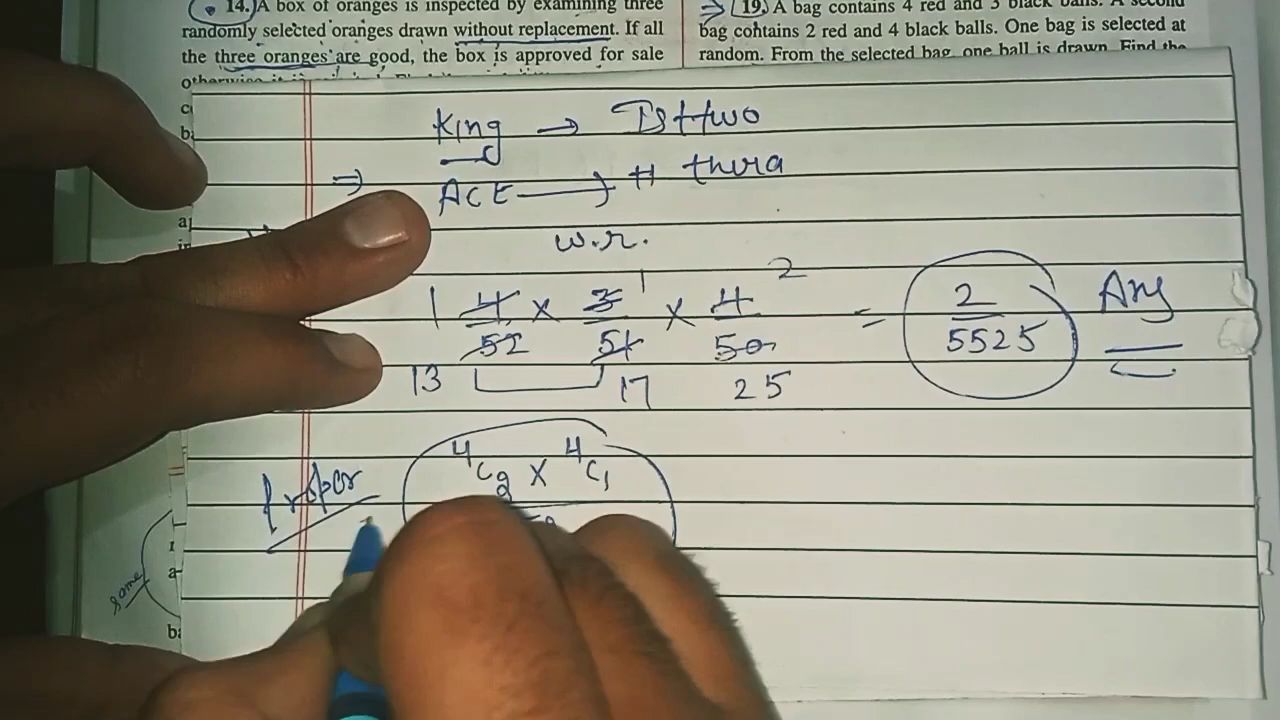 14. A box of oranges is inspected by examining three
randomly selected oranges drawn without replacement. If all
the three oranges are good, the box is approved for sale
19. A bag contains 4 red and 3 black balls. A second
bag contains 2 red and 4 black balls. One bag is selected at
random. From the selected bag, one ball is drawn. Find the
King → Ist two
⇒ ACE → # thira
w.r.
1 4/52 × 3/51 1 × 4/50 2 = 2/5525 Ans
13 17 25
Proper
4C2 × 4C1
same